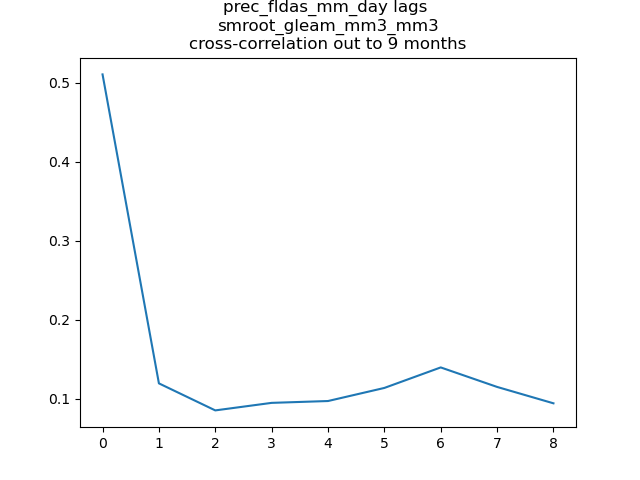 prec_fldas_mm_day lags
smroot_gleam_mm3_mm3
cross-correlation out to 9 months
0.5
0.4
0.3
0.2
0.1
0 1 2 3 4 5 6 7 8